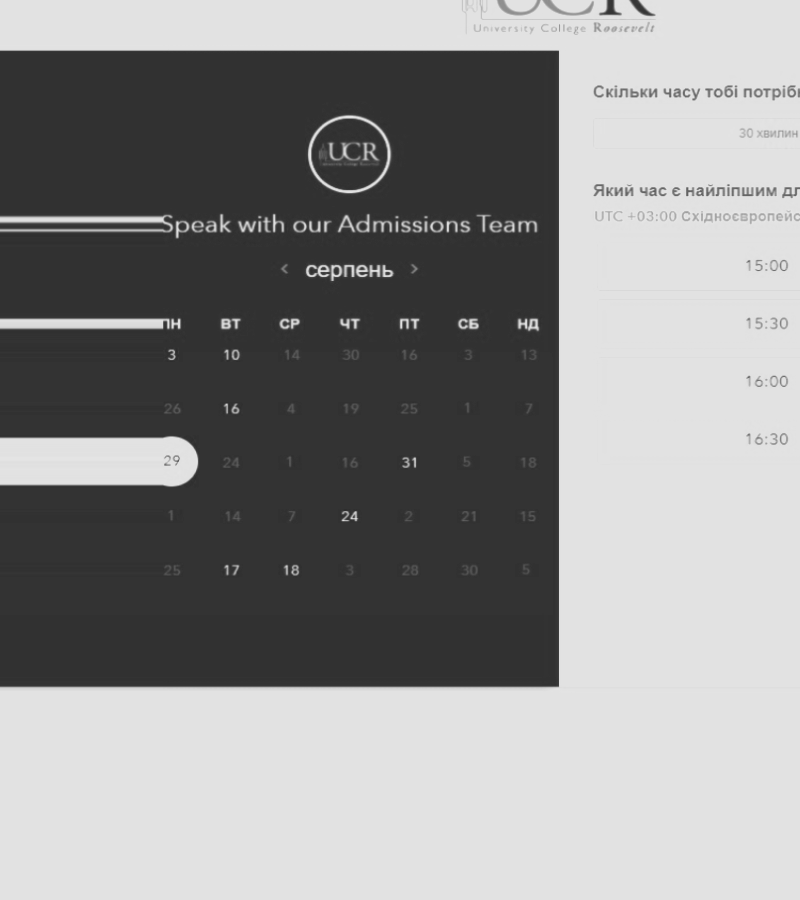 UCR
University College Roosevelt
UCR
Speak with our Admissions Team
< серпень >
ПН ВТ СР ЧТ ПТ СБ НД
3 10 14 30 16 3 13
26 16 4 19 25 1 7
29 24 1 16 31 5 18
1 14 7 24 2 21 15
25 17 18 3 28 30 5
Скільки часу тобі потріб
30 хвилин
Який час є найліпшим дл
UTC +03:00 Східноєвропейс
15:00
15:30
16:00
16:30